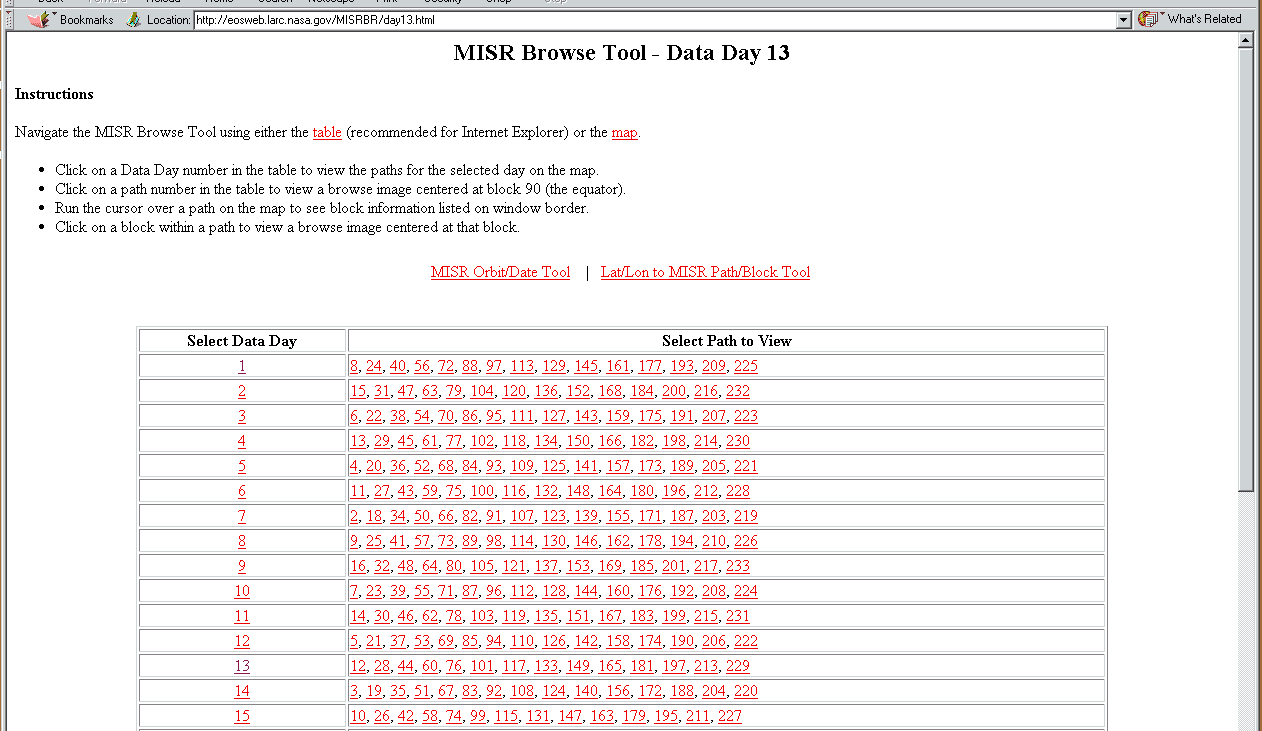 Bookmarks Location: http://eosweb.larc.nasa.gov/MISRBR/day13.html What's Related
MISR Browse Tool - Data Day 13
Instructions
Navigate the MISR Browse Tool using either the table (recommended for Internet Explorer) or the map.
• Click on a Data Day number in the table to view the paths for the selected day on the map.
• Click on a path number in the table to view a browse image centered at block 90 (the equator).
• Run the cursor over a path on the map to see block information listed on window border.
• Click on a block within a path to view a browse image centered at that block.
MISR Orbit/Date Tool | Lat/Lon to MISR Path/Block Tool
Select Data Day Select Path to View
1 8, 24, 40, 56, 72, 88, 97, 113, 129, 145, 161, 177, 193, 209, 225
2 15, 31, 47, 63, 79, 104, 120, 136, 152, 168, 184, 200, 216, 232
3 6, 22, 38, 54, 70, 86, 95, 111, 127, 143, 159, 175, 191, 207, 223
4 13, 29, 45, 61, 77, 102, 118, 134, 150, 166, 182, 198, 214, 230
5 4, 20, 36, 52, 68, 84, 93, 109, 125, 141, 157, 173, 189, 205, 221
6 11, 27, 43, 59, 75, 100, 116, 132, 148, 164, 180, 196, 212, 228
7 2, 18, 34, 50, 66, 82, 91, 107, 123, 139, 155, 171, 187, 203, 219
8 9, 25, 41, 57, 73, 89, 98, 114, 130, 146, 162, 178, 194, 210, 226
9 16, 32, 48, 64, 80, 105, 121, 137, 153, 169, 185, 201, 217, 233
10 7, 23, 39, 55, 71, 87, 96, 112, 128, 144, 160, 176, 192, 208, 224
11 14, 30, 46, 62, 78, 103, 119, 135, 151, 167, 183, 199, 215, 231
12 5, 21, 37, 53, 69, 85, 94, 110, 126, 142, 158, 174, 190, 206, 222
13 12, 28, 44, 60, 76, 101, 117, 133, 149, 165, 181, 197, 213, 229
14 3, 19, 35, 51, 67, 83, 92, 108, 124, 140, 156, 172, 188, 204, 220
15 10, 26, 42, 58, 74, 99, 115, 131, 147, 163, 179, 195, 211, 227